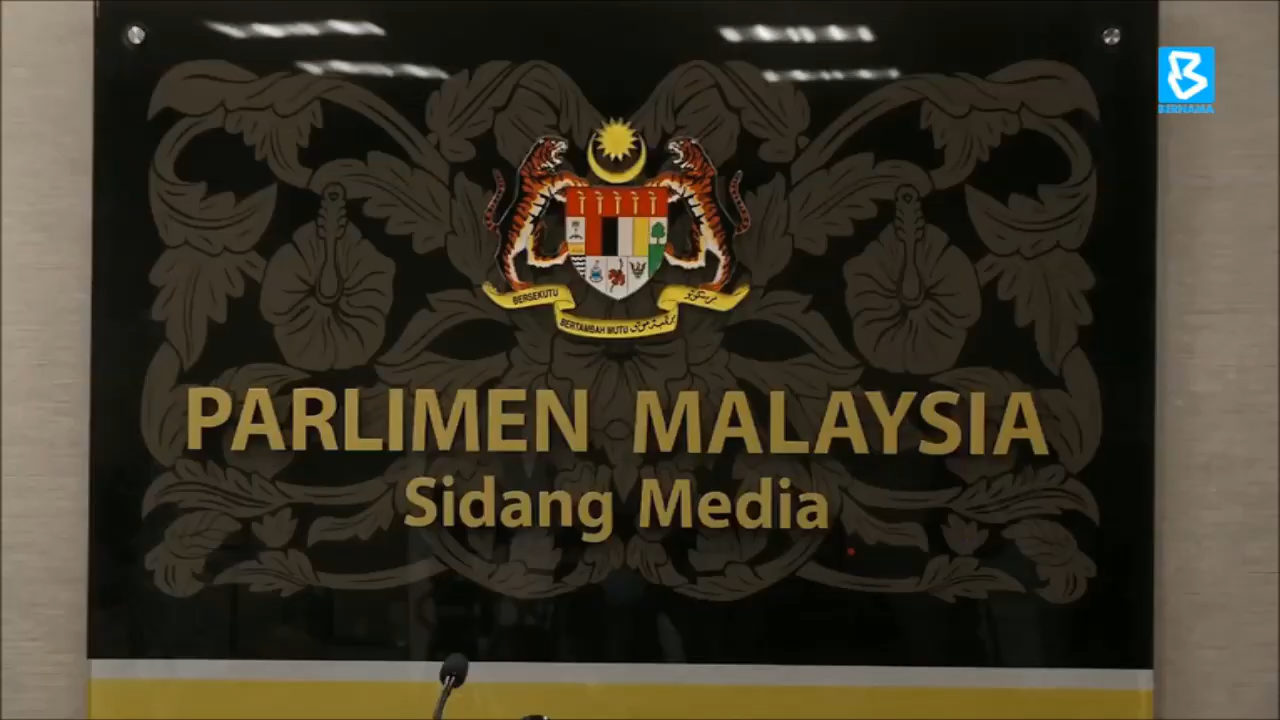 BERNAMA
BERSEKUTU
BERTAMBAH MUTU
PARLIMEN MALAYSIA
Sidang Media